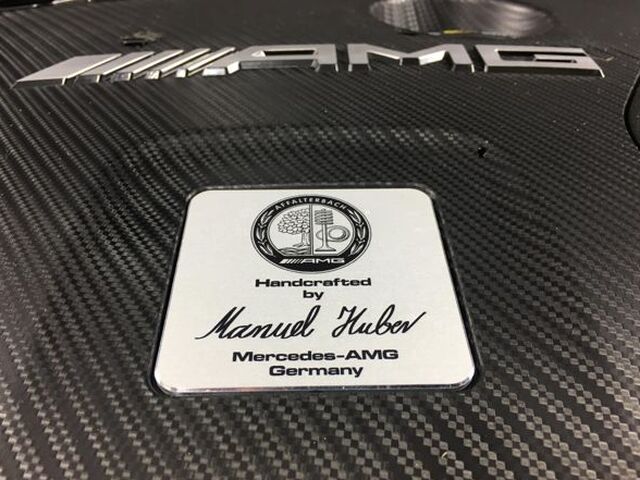 AMG
AFFALTERBACH
AMG
Handcrafted
by
Manuel Huber
Mercedes-AMG
Germany